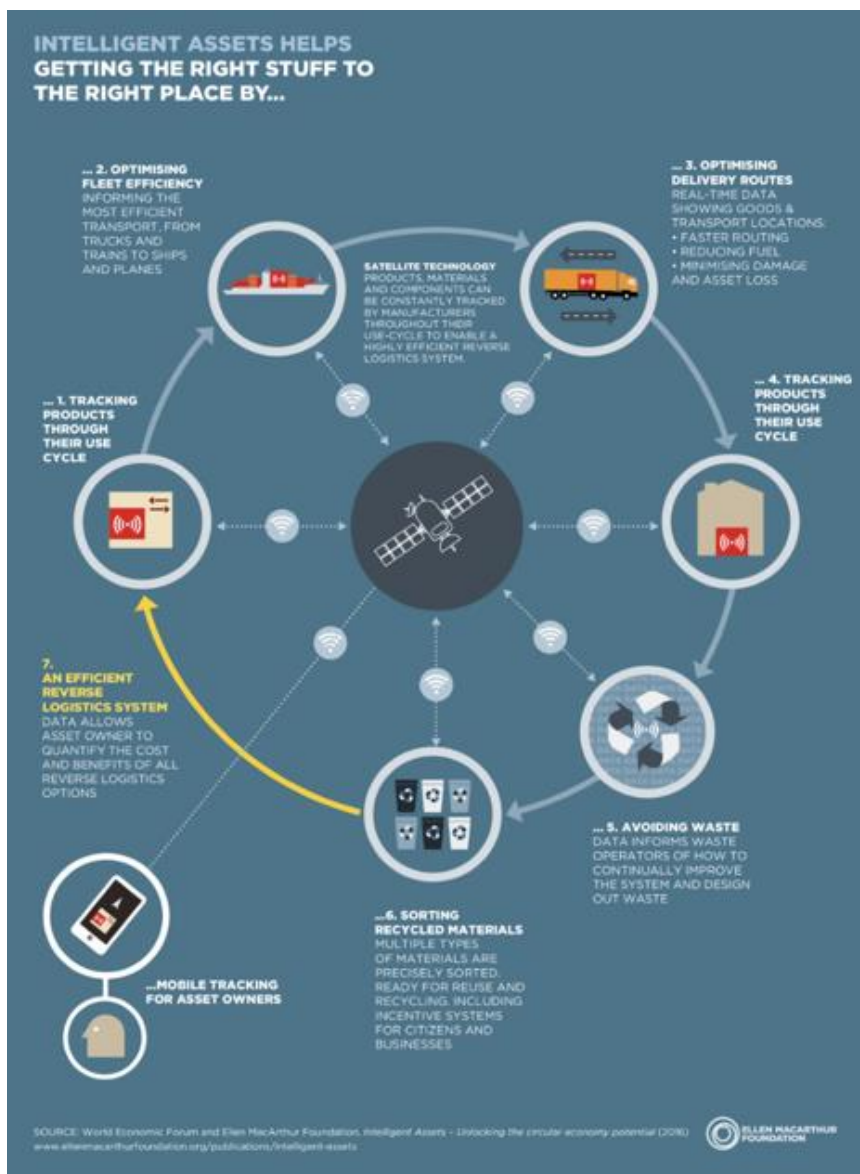 INTELLIGENT ASSETS HELPS
GETTING THE RIGHT STUFF TO
THE RIGHT PLACE BY...
... 2. OPTIMISING
FLEET EFFICIENCY
INFORMING THE
MOST EFFICIENT
TRANSPORT, FROM
TRUCKS AND
TRAINS TO SHIPS
AND PLANES
... 3. OPTIMISING
DELIVERY ROUTES
REAL-TIME DATA
SHOWING GOODS &
TRANSPORT LOCATIONS:
• FASTER ROUTING
• REDUCING FUEL
• MINIMISING DAMAGE
AND ASSET LOSS
SATELLITE TECHNOLOGY
PRODUCTS, MATERIALS
AND COMPONENTS CAN
BE CONSTANTLY TRACKED
BY MANUFACTURERS
THROUGHOUT THEIR
USE-CYCLE TO ENABLE A
HIGHLY EFFICIENT REVERSE
LOGISTICS SYSTEM.
... 1. TRACKING
PRODUCTS
THROUGH
THEIR USE
CYCLE
... 4. TRACKING
PRODUCTS
THROUGH
THEIR USE
CYCLE
7.
AN EFFICIENT
REVERSE
LOGISTICS SYSTEM
DATA ALLOWS
ASSET OWNER TO
QUANTIFY THE COST
AND BENEFITS OF ALL
REVERSE LOGISTICS
OPTIONS
... 5. AVOIDING WASTE
DATA INFORMS WASTE
OPERATORS OF HOW TO
CONTINUALLY IMPROVE
THE SYSTEM AND DESIGN
OUT WASTE
...6. SORTING
RECYCLED MATERIALS
MULTIPLE TYPES
OF MATERIALS ARE
PRECISELY SORTED,
READY FOR REUSE AND
RECYCLING. INCLUDING
INCENTIVE SYSTEMS
FOR CITIZENS AND
BUSINESSES
...MOBILE TRACKING
FOR ASSET OWNERS
SOURCE: World Economic Forum and Ellen MacArthur Foundation, Intelligent Assets – Unlocking the circular economy potential (2016)
www.ellenmacarthurfoundation.org/publications/intelligent-assets
ELLEN MACARTHUR
FOUNDATION